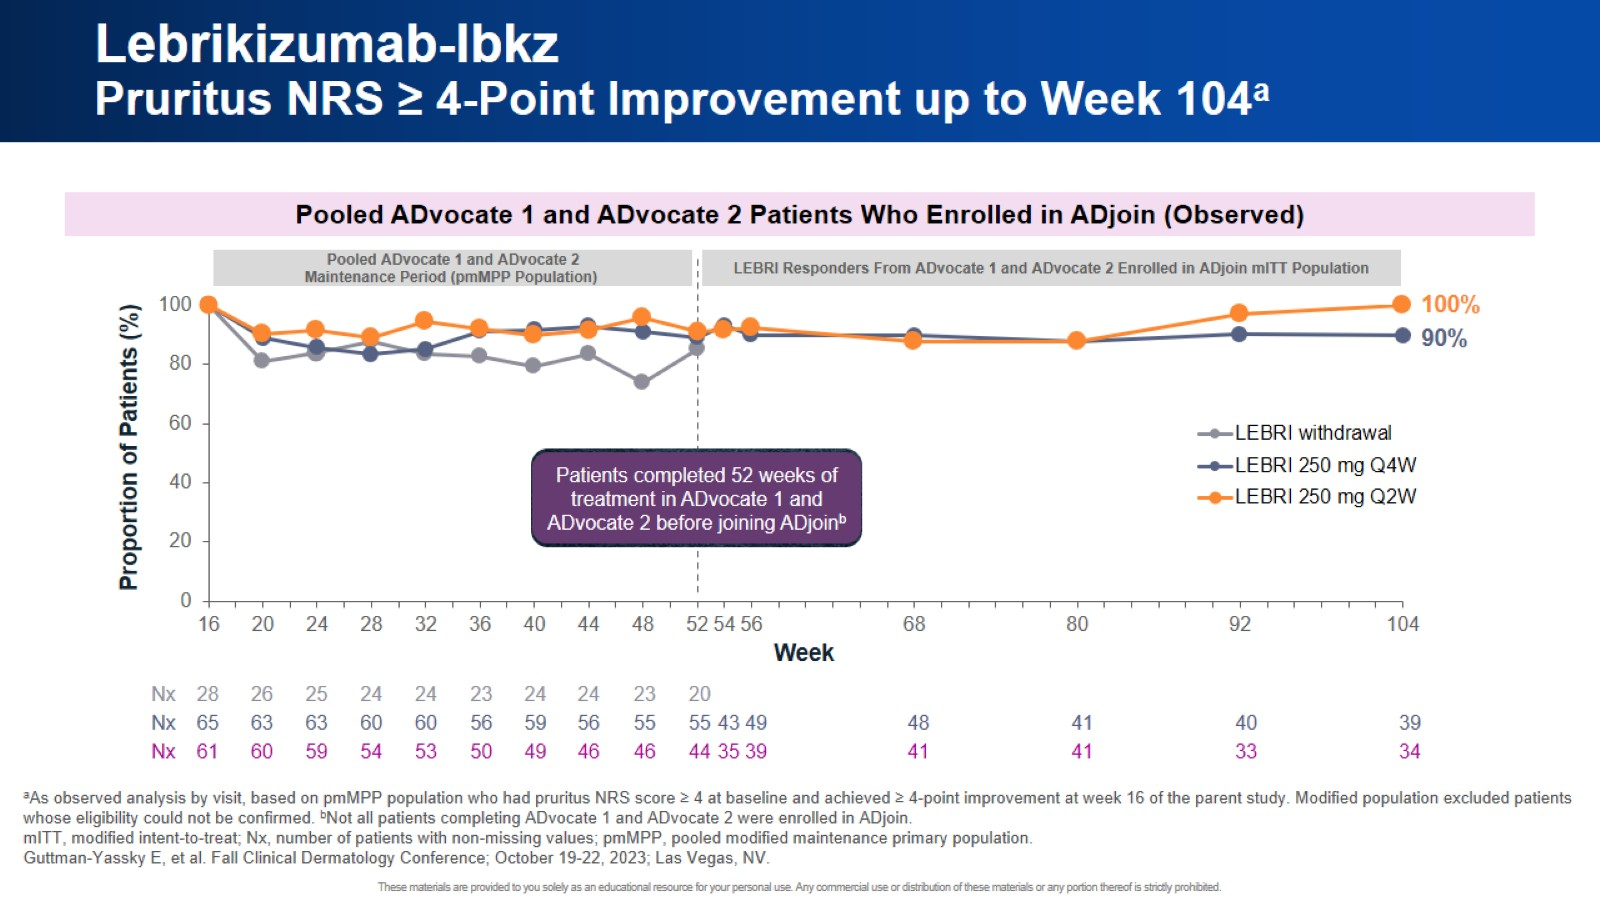 Lebrikizumab-lbkz
Pruritus NRS ≥ 4-Point Improvement up to Week 104ᵃ
Pooled ADvocate 1 and ADvocate 2 Patients Who Enrolled in ADjoin (Observed)
Pooled ADvocate 1 and ADvocate 2
Maintenance Period (pmMPP Population)
LEBRI Responders From ADvocate 1 and ADvocate 2 Enrolled in ADjoin mITT Population
Proportion of Patients (%)
100
80
60
40
20
0
100%
90%
LEBRI withdrawal
LEBRI 250 mg Q4W
LEBRI 250 mg Q2W
Patients completed 52 weeks of
treatment in ADvocate 1 and
ADvocate 2 before joining ADjoinᵇ
16 20 24 28 32 36 40 44 48 52 54 56 68 80 92 104
Week
Nx 28 26 25 24 24 23 24 24 23 20
Nx 65 63 63 60 60 56 59 56 55 55 43 49 48 41 40 39
Nx 61 60 59 54 53 50 49 46 46 44 35 39 41 41 33 34
ᵃAs observed analysis by visit, based on pmMPP population who had pruritus NRS score ≥ 4 at baseline and achieved ≥ 4-point improvement at week 16 of the parent study. Modified population excluded patients
whose eligibility could not be confirmed. ᵇNot all patients completing ADvocate 1 and ADvocate 2 were enrolled in ADjoin.
mITT, modified intent-to-treat; Nx, number of patients with non-missing values; pmMPP, pooled modified maintenance primary population.
Guttman-Yassky E, et al. Fall Clinical Dermatology Conference; October 19-22, 2023; Las Vegas, NV.
These materials are provided to you solely as an educational resource for your personal use. Any commercial use or distribution of these materials or any portion thereof is strictly prohibited.